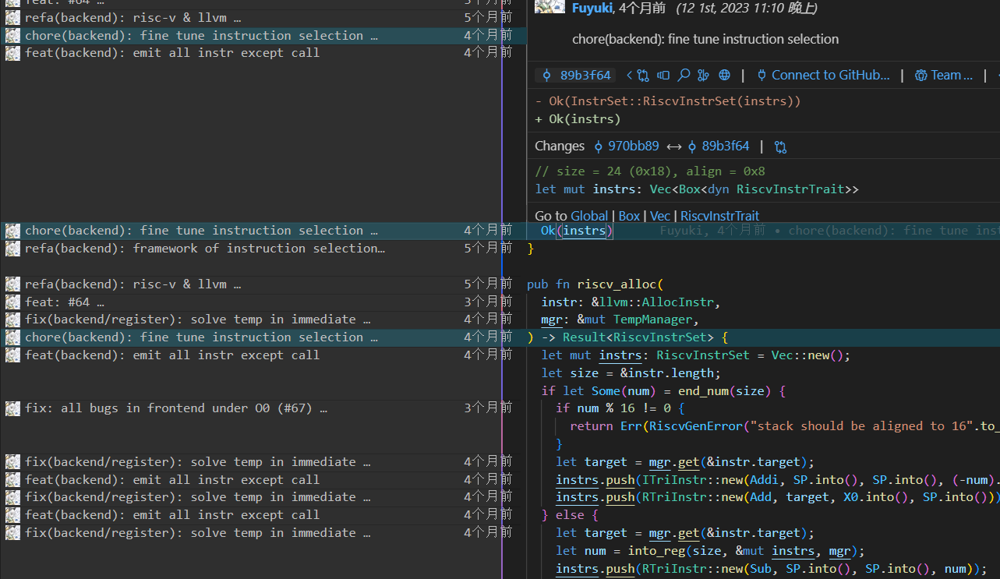 feat: #64 …
refa(backend): risc-v & llvm …
5个月前
chore(backend): fine tune instruction selection …
4个月前
feat(backend): emit all instr except call
4个月前
Fuyuki, 4个月前 (12 1st, 2023 11:10 晚上)
chore(backend): fine tune instruction selection
89b3f64
| Connect to GitHub… | Team… |
- Ok(InstrSet::RiscvInstrSet(instrs))
+ Ok(instrs)
Changes 970bb89 ↔ 89b3f64 |
// size = 24 (0x18), align = 0x8
let mut instrs: Vec<Box<dyn RiscvInstrTrait>>
Go to Global | Box | Vec | RiscvInstrTrait
chore(backend): fine tune instruction selection …
4个月前
Ok(instrs)
Fuyuki, 4个月前 • chore(backend): fine tune inst
refa(backend): framework of instruction selection…
5个月前
}
refa(backend): risc-v & llvm …
5个月前
pub fn riscv_alloc(
feat: #64 …
3个月前
instr: &llvm::AllocInstr,
fix(backend/register): solve temp in immediate …
4个月前
mgr: &mut TempManager,
chore(backend): fine tune instruction selection …
4个月前
) -> Result<RiscvInstrSet> {
feat(backend): emit all instr except call
4个月前
let mut instrs: RiscvInstrSet = Vec::new();
let size = &instr.length;
if let Some(num) = end_num(size) {
fix: all bugs in frontend under O0 (#67) …
3个月前
if num % 16 != 0 {
return Err(RiscvGenError("stack should be aligned to 16".to_
}
fix(backend/register): solve temp in immediate …
4个月前
let target = mgr.get(&instr.target);
feat(backend): emit all instr except call
4个月前
instrs.push(ITriInstr::new(Addi, SP.into(), SP.into(), (-num).
fix(backend/register): solve temp in immediate …
4个月前
instrs.push(RTriInstr::new(Add, target, X0.into(), SP.into()))
feat(backend): emit all instr except call
4个月前
} else {
fix(backend/register): solve temp in immediate …
4个月前
let target = mgr.get(&instr.target);
let num = into_reg(size, &mut instrs, mgr);
instrs.push(RTriInstr::new(Sub, SP.into(), SP.into(), num));